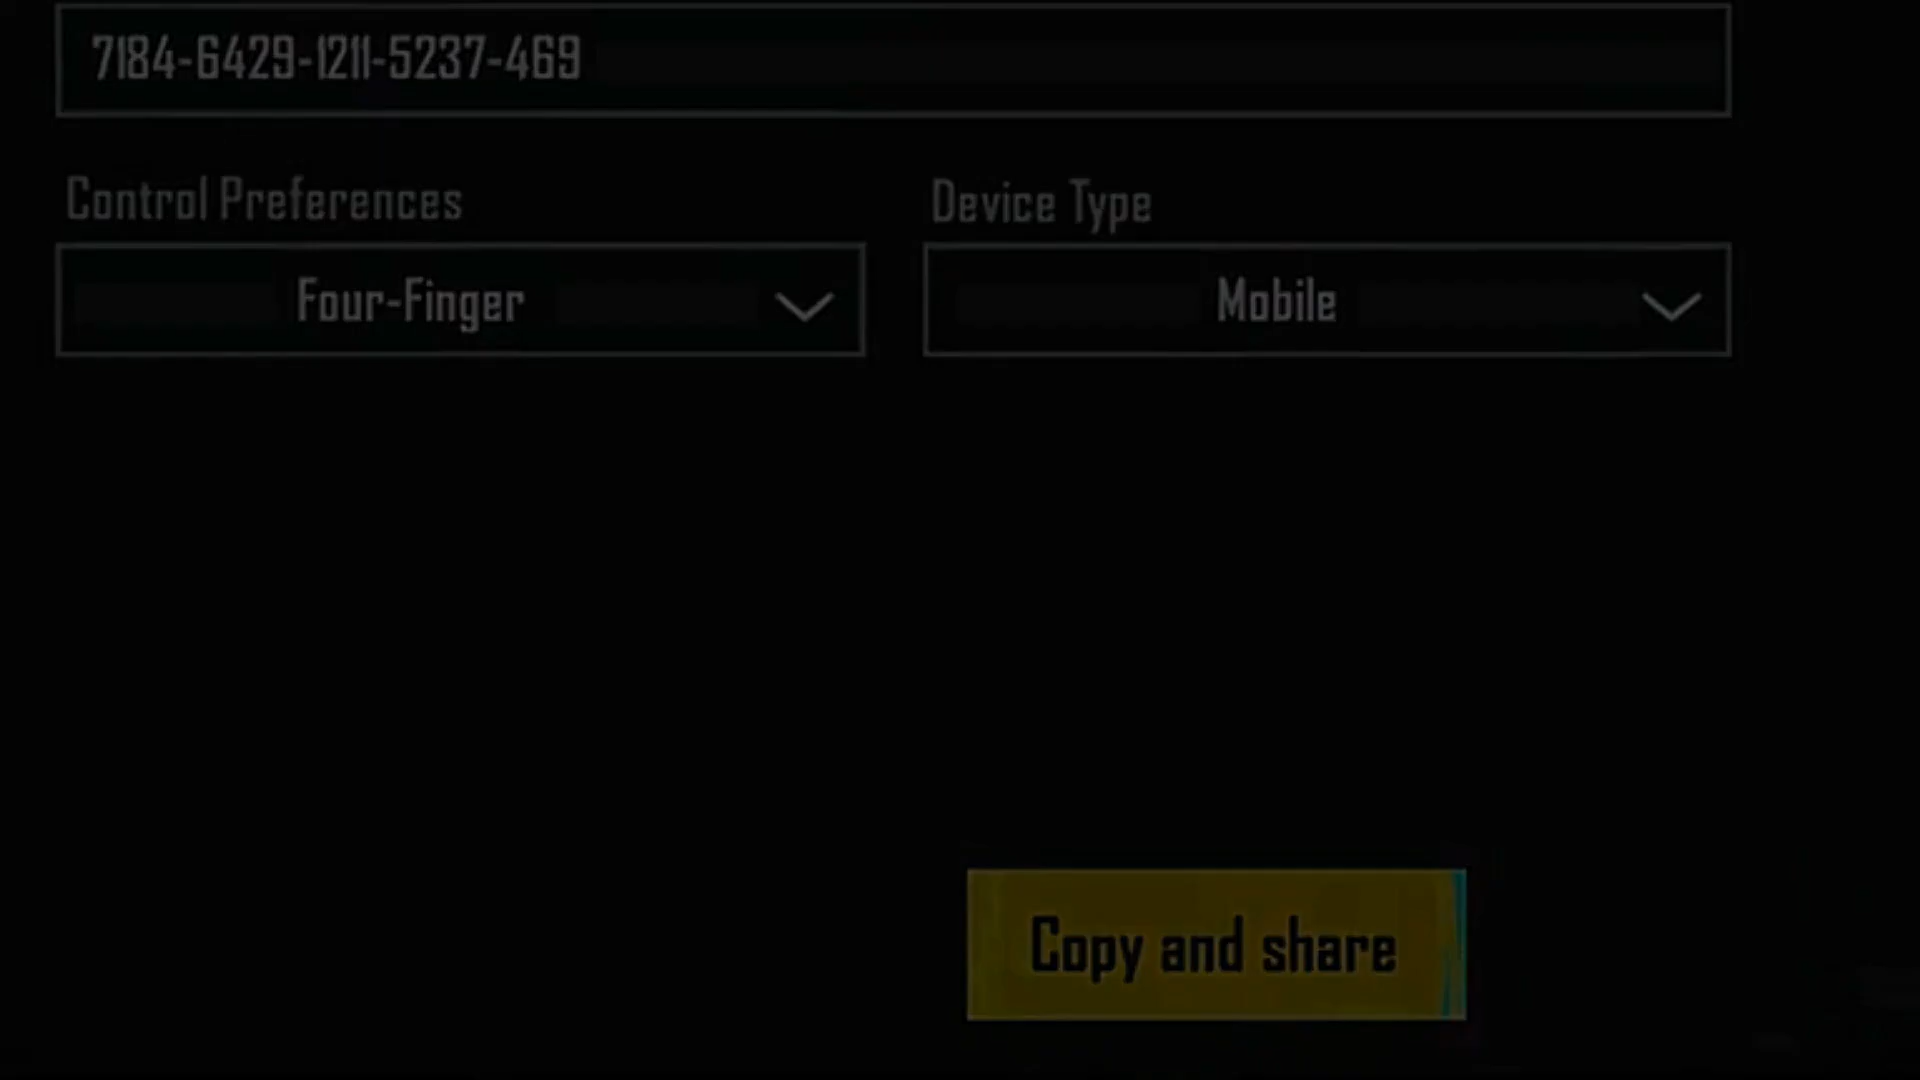 7184-6429-1211-5237-469
Control Preferences
Device Type
Four-Finger
Mobile
Copy and share